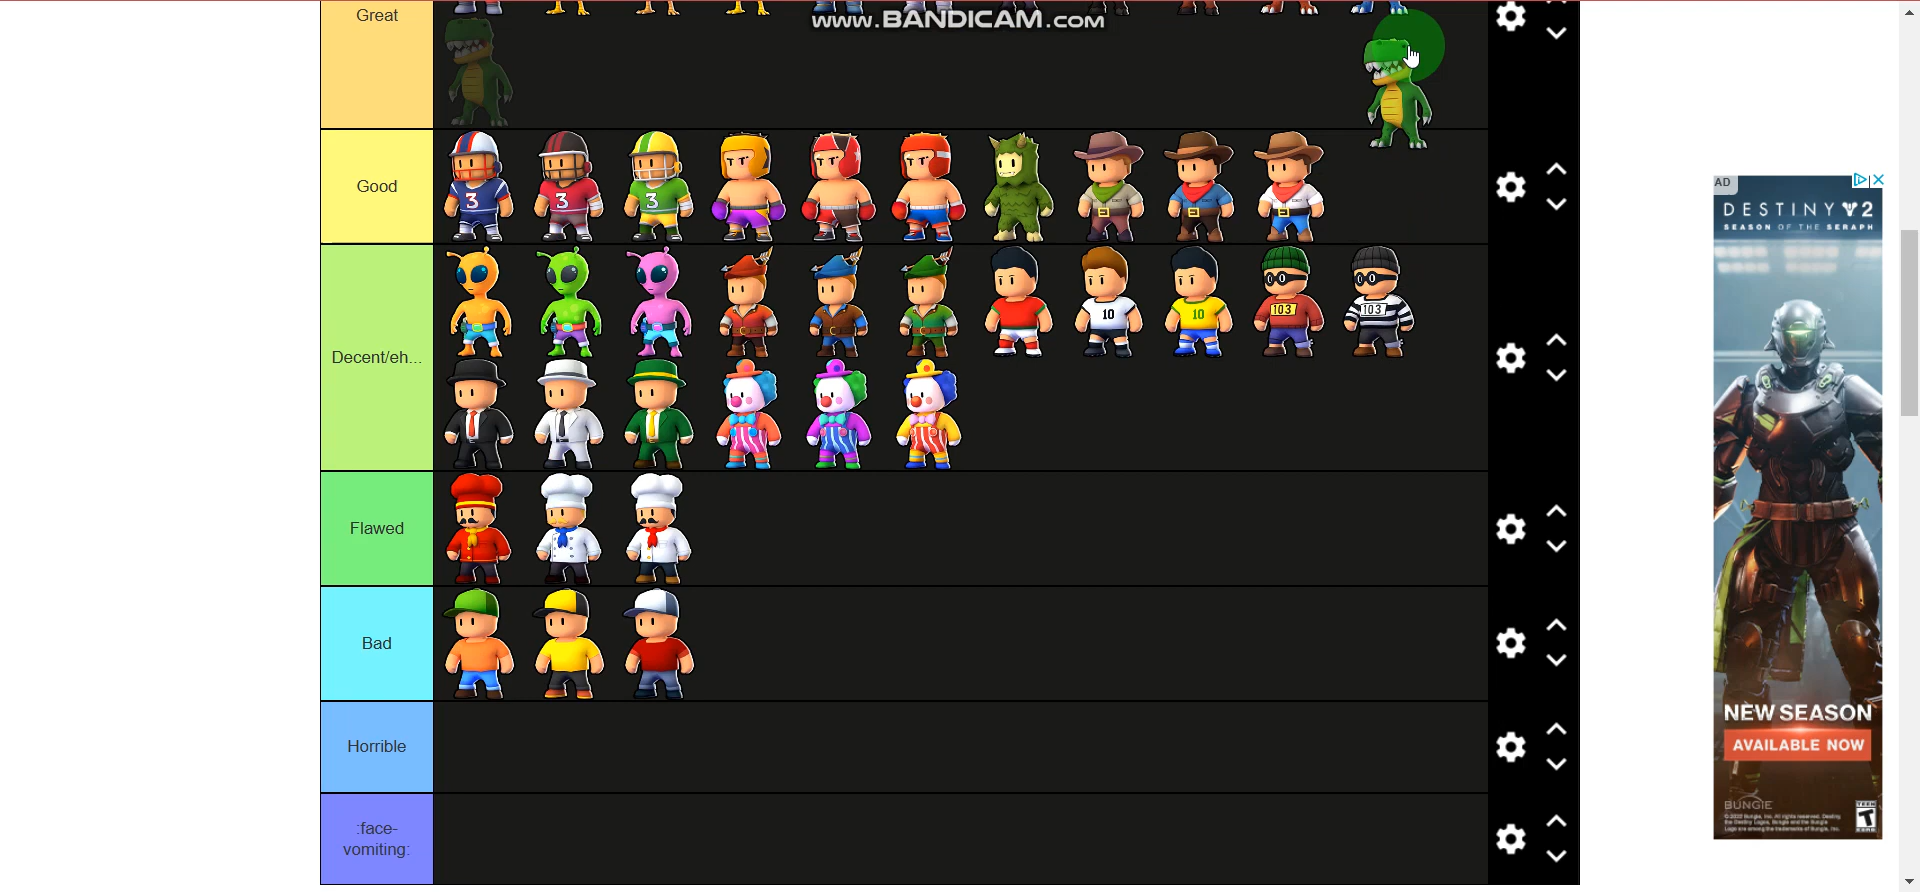 Great
www.BANDICAM.com
Good
3
3
3
Decent/eh...
10
10
103
103
Flawed
Bad
Horrible
:face-
vomiting:
AD
DESTINY 2
SEASON OF THE SERAPH
NEW SEASON
AVAILABLE NOW
BUNGIE
TEEN